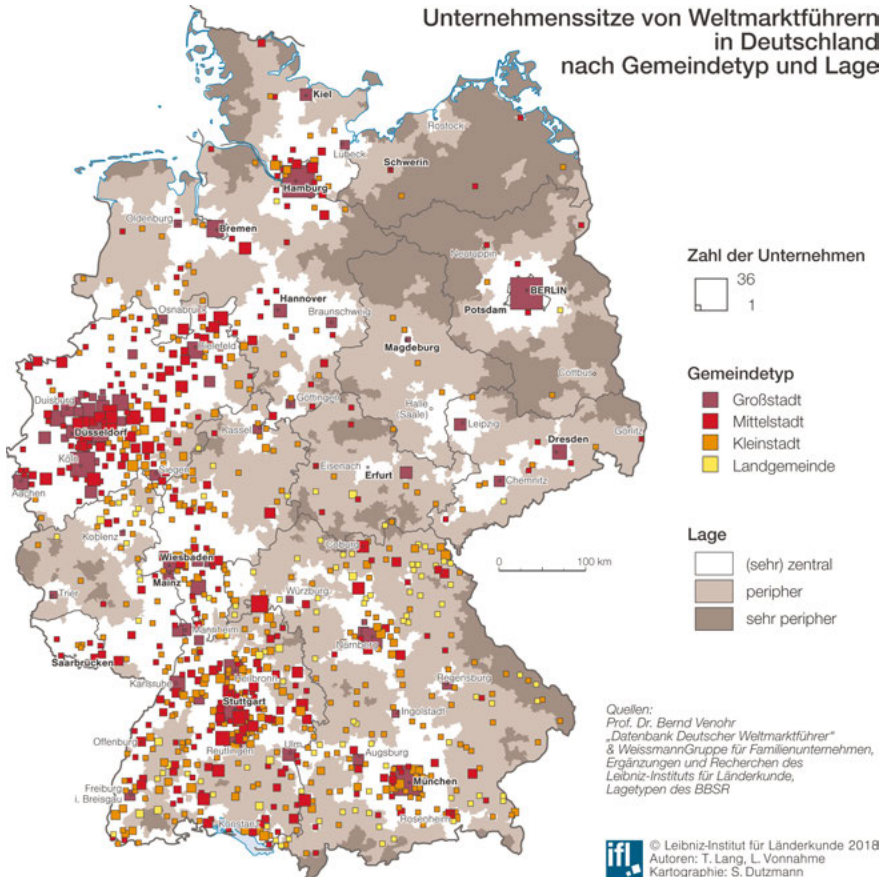 Unternehmenssitze von Weltmarktführern
in Deutschland
nach Gemeindetyp und Lage
Kiel
Rostock
Lübeck
Schwerin
Hamburg
Oldenburg
Bremen
Neuruppin
BERLIN
Potsdam
Hannover
Braunschweig
Osnabrück
Bielefeld
Magdeburg
Cottbus
Göttingen
Halle
(Saale)
Duisburg
Düsseldorf
Kassel
Leipzig
Görlitz
Dresden
Köln
Siegen
Eisenach
Erfurt
Chemnitz
Aachen
Koblenz
Coburg
Wiesbaden
Mainz
Würzburg
Trier
Mannheim
Nürnberg
Saarbrücken
Heilbronn
Karlsruhe
Regensburg
Stuttgart
Ingolstadt
Offenburg
Reutlingen
Ulm
Augsburg
München
Freiburg
i. Breisgau
Rosenheim
Konstanz
0 100 km
Zahl der Unternehmen
36
1
Gemeindetyp
Großstadt
Mittelstadt
Kleinstadt
Landgemeinde
Lage
(sehr) zentral
peripher
sehr peripher
Quellen:
Prof. Dr. Bernd Venohr
„Datenbank Deutscher Weltmarktführer“
& WeissmannGruppe für Familienunternehmen,
Ergänzungen und Recherchen des
Leibniz-Instituts für Länderkunde,
Lagetypen des BBSR
ifl
© Leibniz-Institut für Länderkunde 2018
Autoren: T. Lang, L. Vonnahme
Kartographie: S. Dutzmann